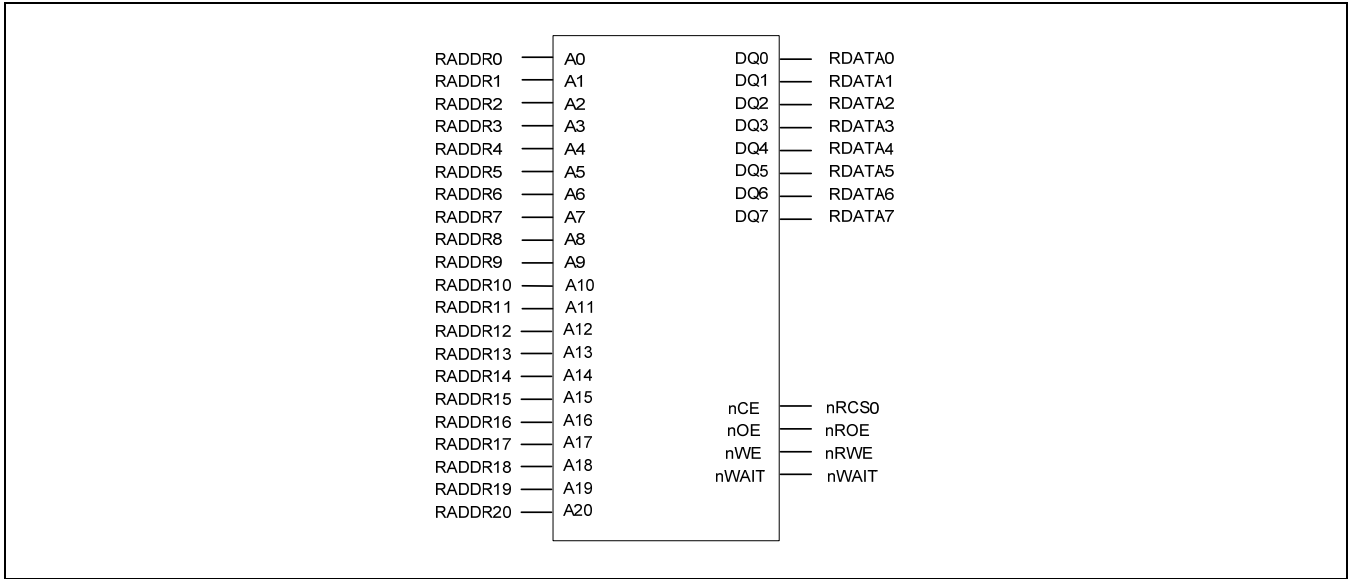 RADDR0 A0 DQ0 RDATA0
RADDR1 A1 DQ1 RDATA1
RADDR2 A2 DQ2 RDATA2
RADDR3 A3 DQ3 RDATA3
RADDR4 A4 DQ4 RDATA4
RADDR5 A5 DQ5 RDATA5
RADDR6 A6 DQ6 RDATA6
RADDR7 A7 DQ7 RDATA7
RADDR8 A8
RADDR9 A9
RADDR10 A10
RADDR11 A11
RADDR12 A12
RADDR13 A13
RADDR14 A14
RADDR15 A15 nCE nRCS0
RADDR16 A16 nOE nROE
RADDR17 A17 nWE nRWE
RADDR18 A18 nWAIT nWAIT
RADDR19 A19
RADDR20 A20